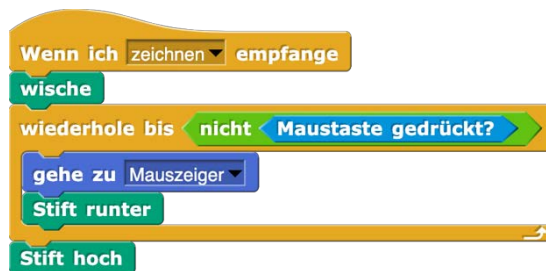 Wenn ich zeichnen empfange
wische
wiederhole bis nicht Maustaste gedrückt?
gehe zu Mauszeiger
Stift runter
Stift hoch